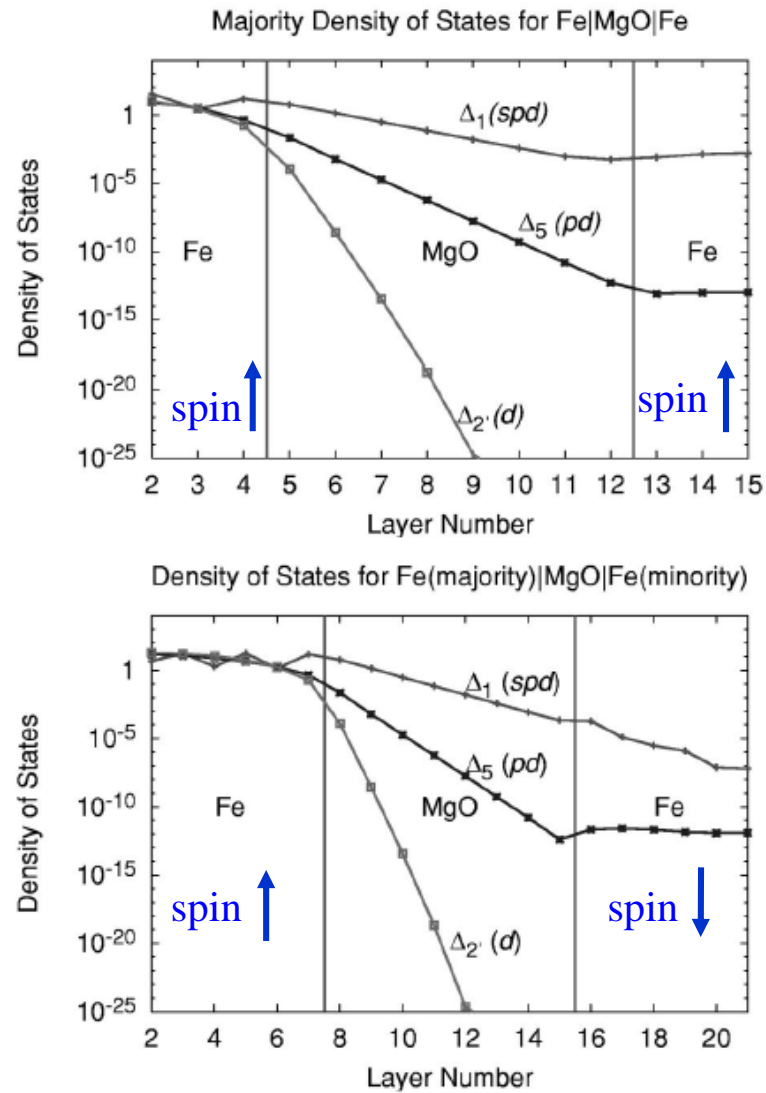 Majority Density of States for Fe|MgO|Fe
Density of States
1
10-5
10-10
10-15
10-20
10-25
Δ1(spd)
Δ5 (pd)
Δ2'(d)
Fe
MgO
Fe
spin
spin
2 3 4 5 6 7 8 9 10 11 12 13 14 15
Layer Number
Density of States for Fe(majority)|MgO|Fe(minority)
Density of States
1
10-5
10-10
10-15
10-20
10-25
Δ1 (spd)
Δ5 (pd)
Δ2' (d)
Fe
MgO
Fe
spin
spin
2 4 6 8 10 12 14 16 18 20
Layer Number